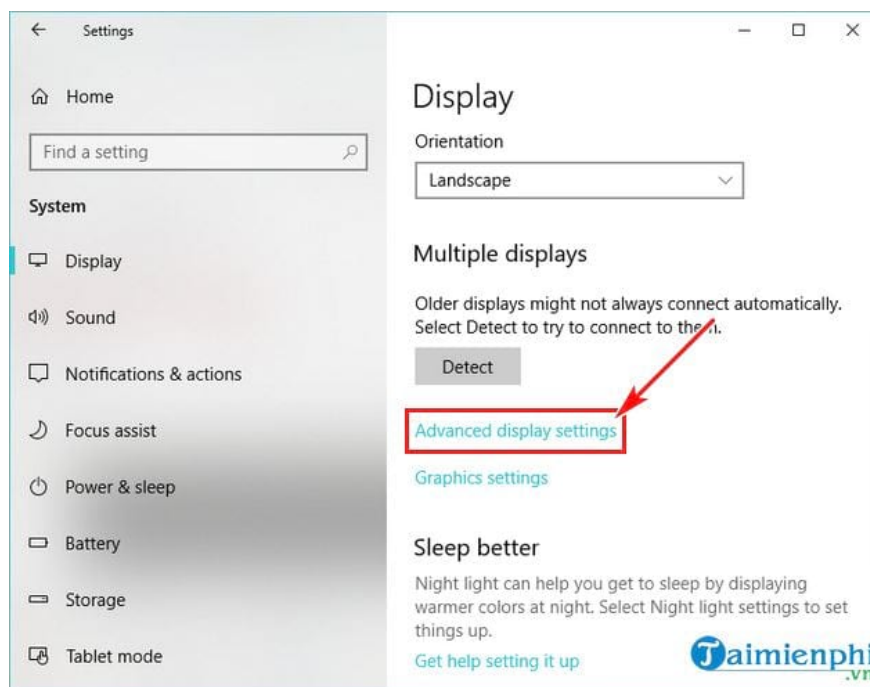 Settings
Home
Find a setting
System
Display
Sound
Notifications & actions
Focus assist
Power & sleep
Battery
Storage
Tablet mode
Display
Orientation
Landscape
Multiple displays
Older displays might not always connect automatically.
Select Detect to try to connect to them.
Detect
Advanced display settings
Graphics settings
Sleep better
Night light can help you get to sleep by displaying
warmer colors at night. Select Night light settings to set
things up.
Get help setting it up
Taimienphi
.vn